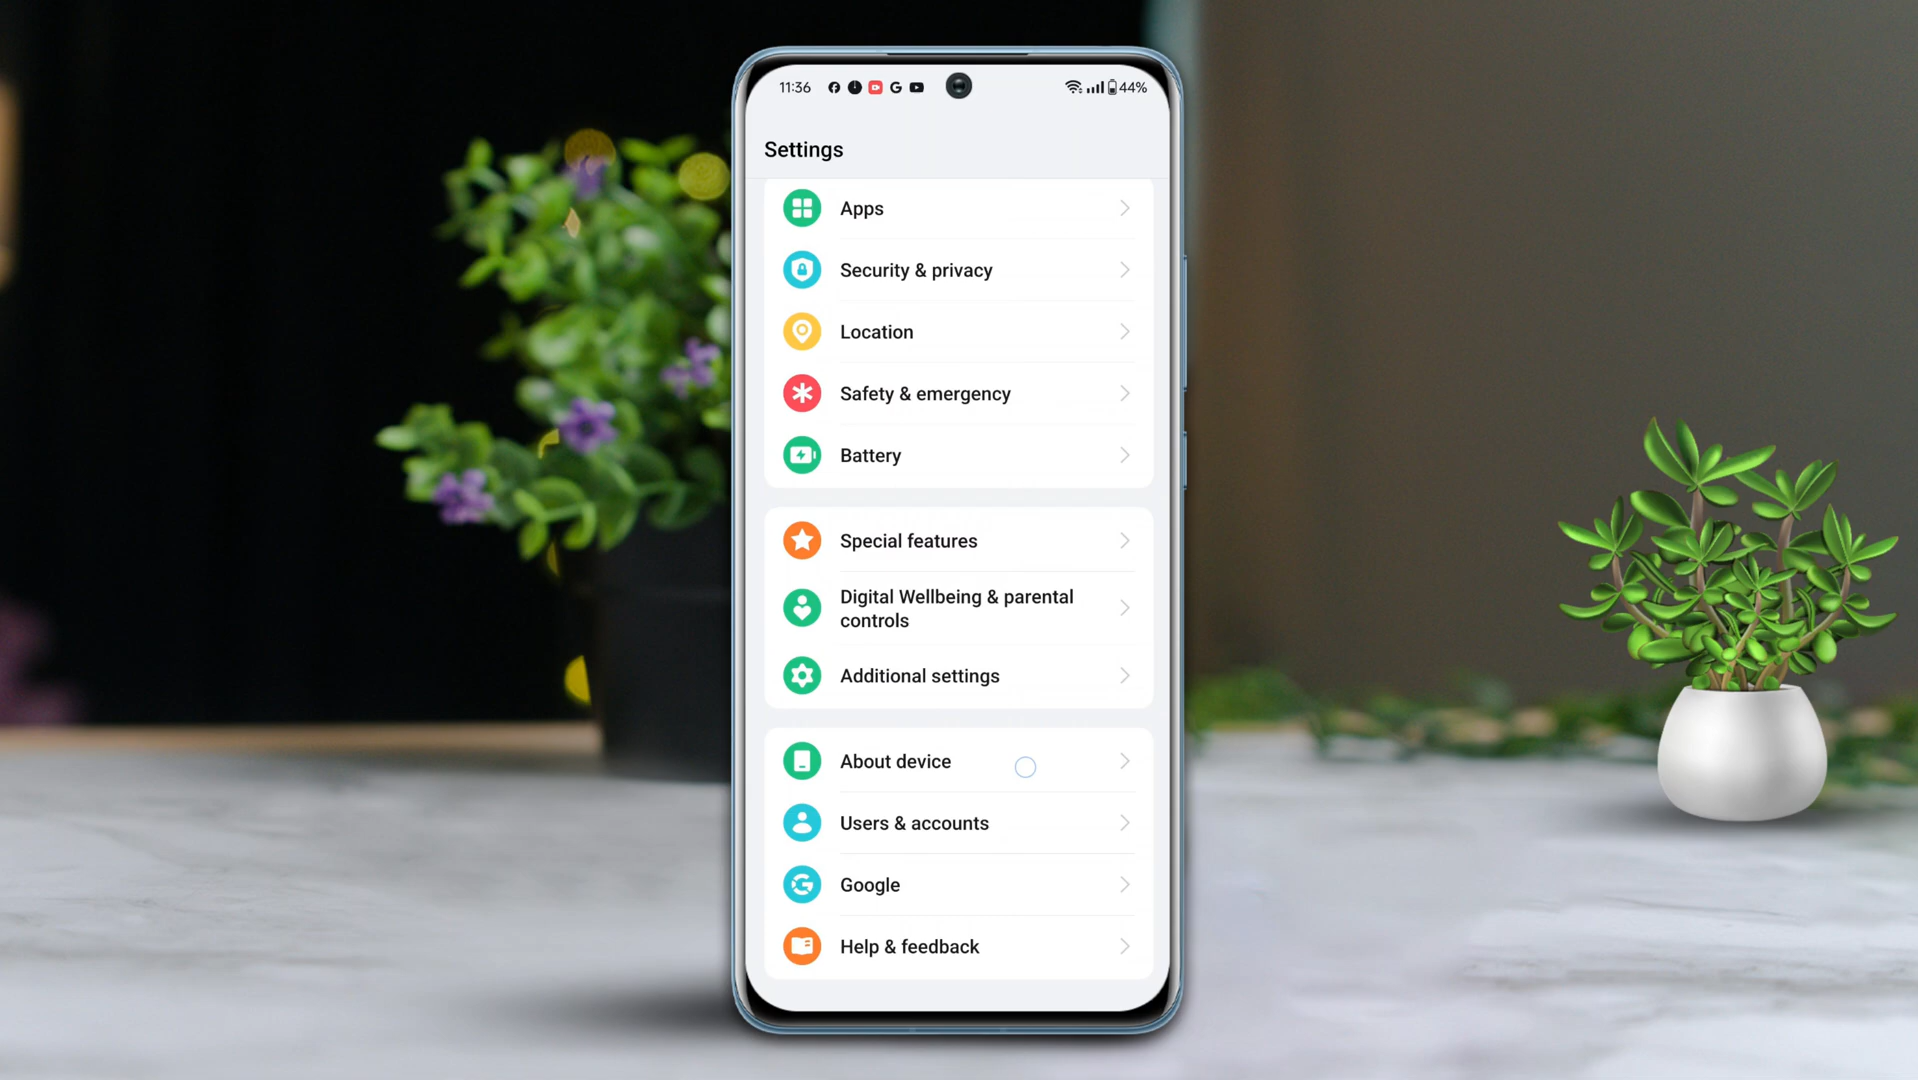 11:36
44%
Settings
Apps
Security & privacy
Location
Safety & emergency
Battery
Special features
Digital Wellbeing & parental
controls
Additional settings
About device
Users & accounts
Google
Help & feedback